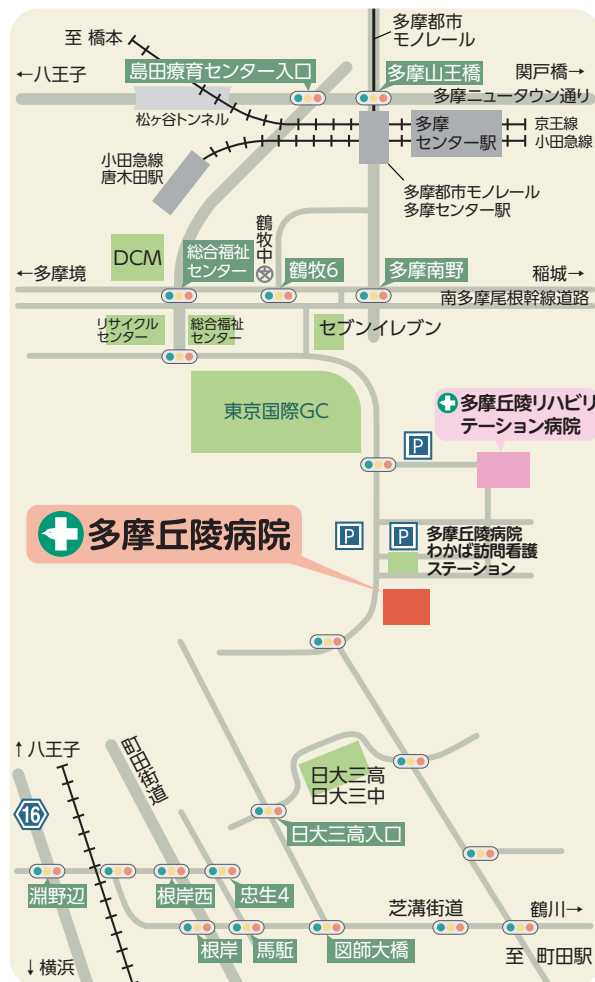 至 橋本
多摩都市
モノレール
←八王子
島田療育センター入口
多摩山王橋
関戸橋→
多摩ニュータウン通り
松ヶ谷トンネル
多摩
センター駅
京王線
小田急線
小田急線
唐木田駅
多摩都市モノレール
多摩センター駅
鶴牧中
DCM
総合福祉
センター
鶴牧6
多摩南野
←多摩境
稲城→
南多摩尾根幹線道路
リサイクル
センター
総合福祉
センター
セブンイレブン
東京国際GC
多摩丘陵リハビリ
テーション病院
P
多摩丘陵病院
P
P
多摩丘陵病院
わかば訪問看護
ステーション
↑八王子
町田街道
16
日大三高
日大三中
日大三高入口
淵野辺
根岸西
忠生4
芝溝街道
鶴川→
根岸
馬駈
図師大橋
至 町田駅
↓横浜